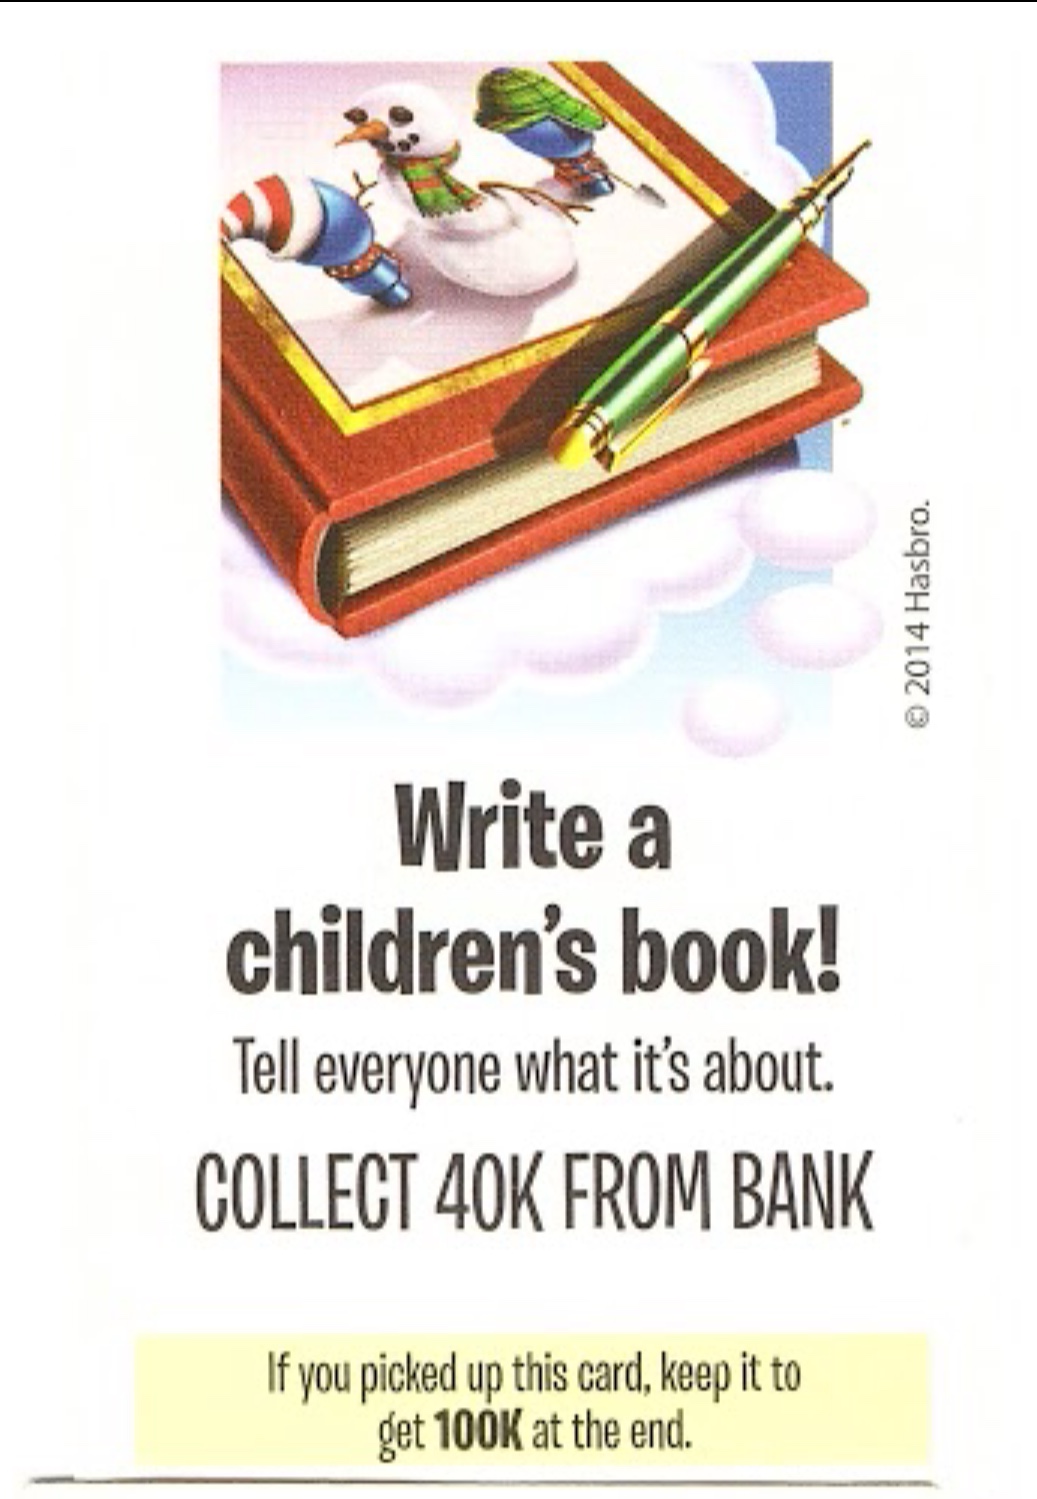 © 2014 Hasbro.
Write a
children's book!
Tell everyone what it's about.
COLLECT 40K FROM BANK
If you picked up this card, keep it to
get 100K at the end.